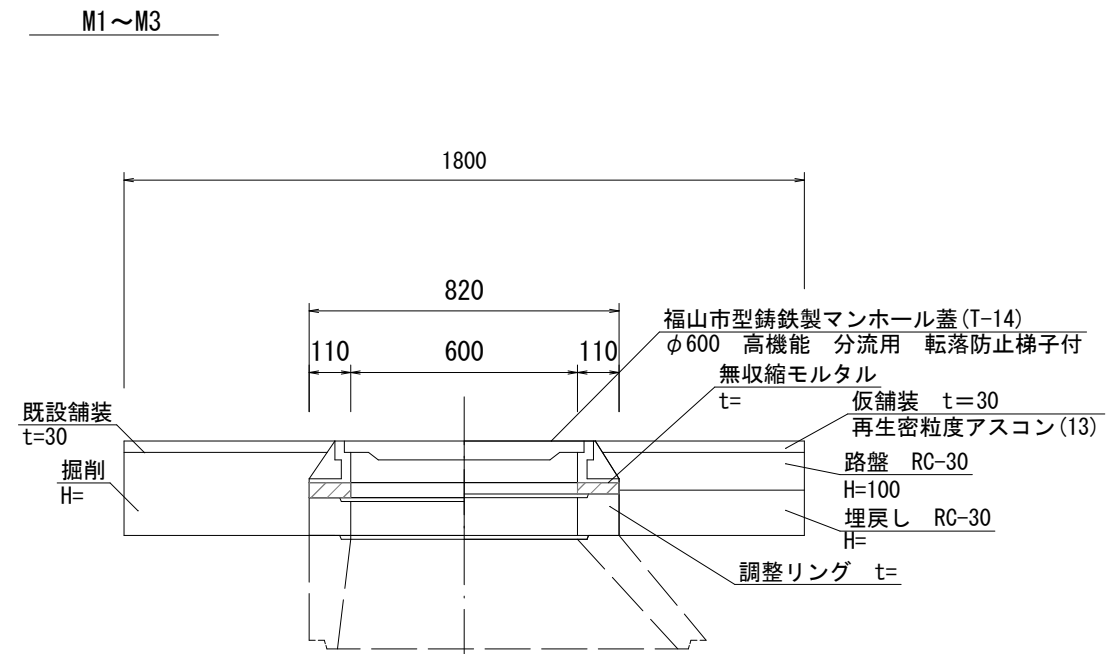 M1～M3
1800
820
110
600
110
福山市型鋳鉄製マンホール蓋(T-14)
φ600　高機能　分流用　転落防止梯子付
無収縮モルタル
t=
既設舗装
t=30
仮舗装　t＝30
再生密粒度アスコン(13)
掘削
H=
路盤　RC-30
H=100
埋戻し　RC-30
H=
調整リング　t=